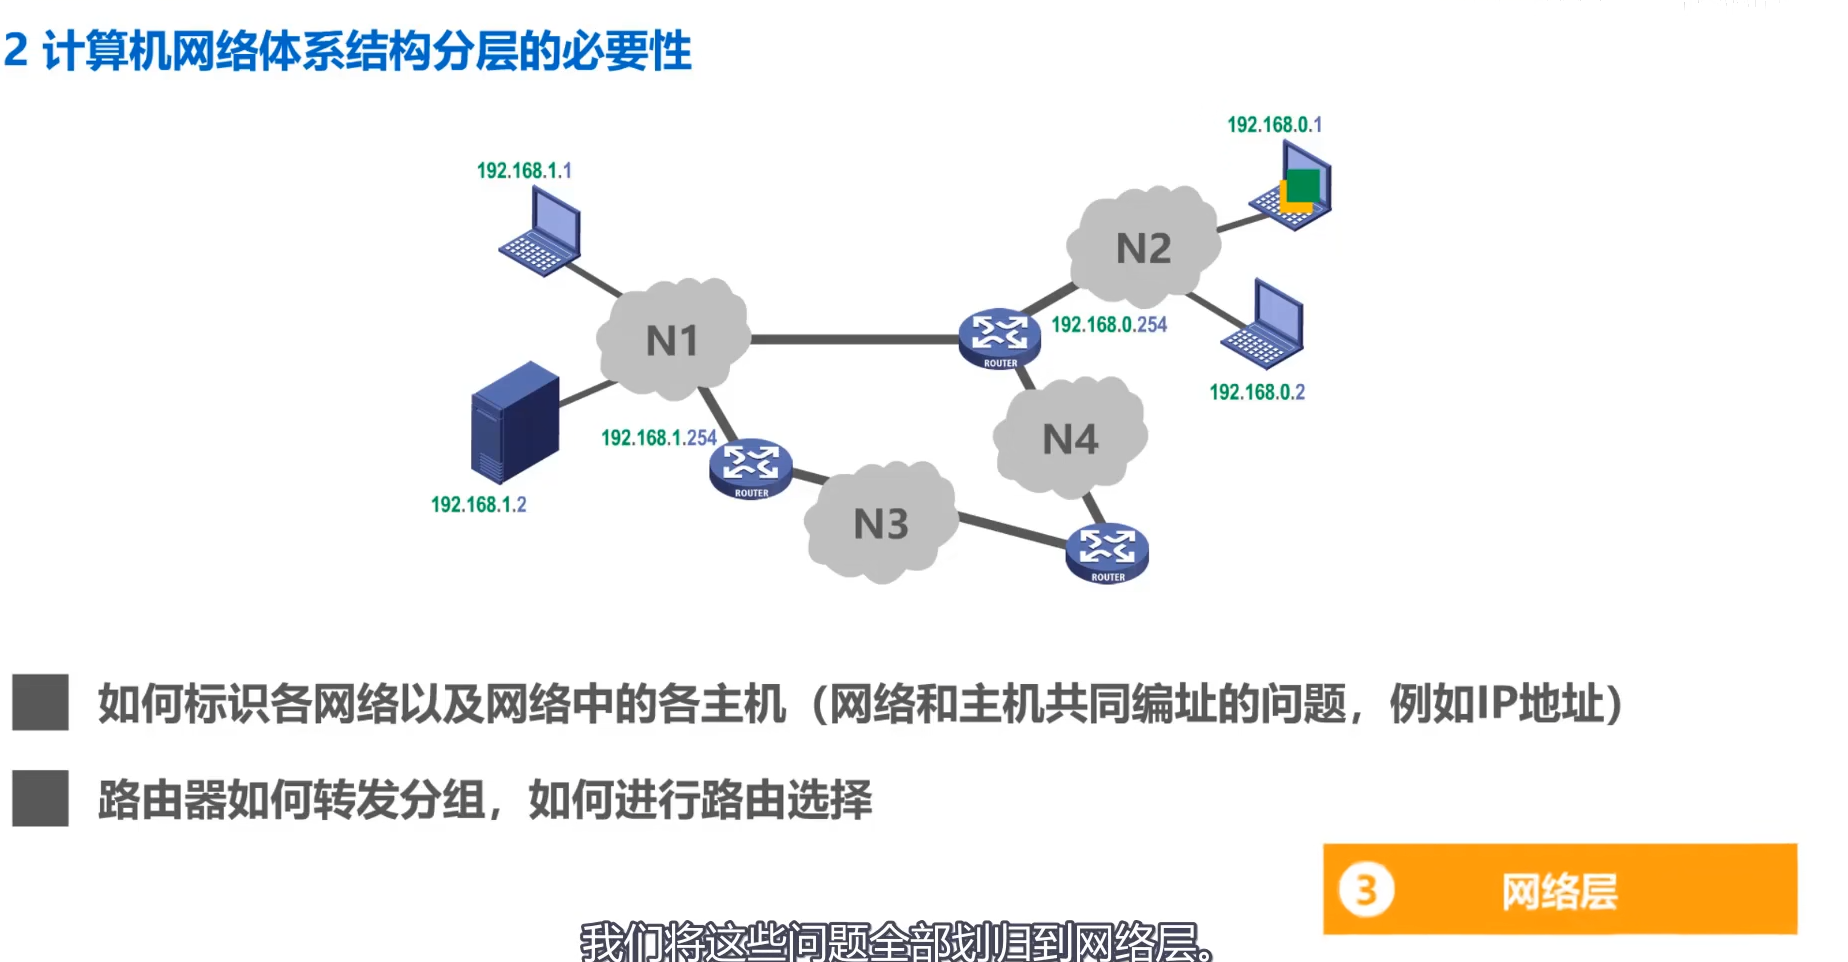 2 计算机网络体系结构分层的必要性
192.168.0.1
192.168.1.1
N2
N1
192.168.0.254
ROUTER
192.168.0.2
192.168.1.254
N4
ROUTER
192.168.1.2
N3
ROUTER
如何标识各网络以及网络中的各主机（网络和主机共同编址的问题，例如IP地址）
路由器如何转发分组，如何进行路由选择
3 网络层
我们将这些问题全部划归到网络层。